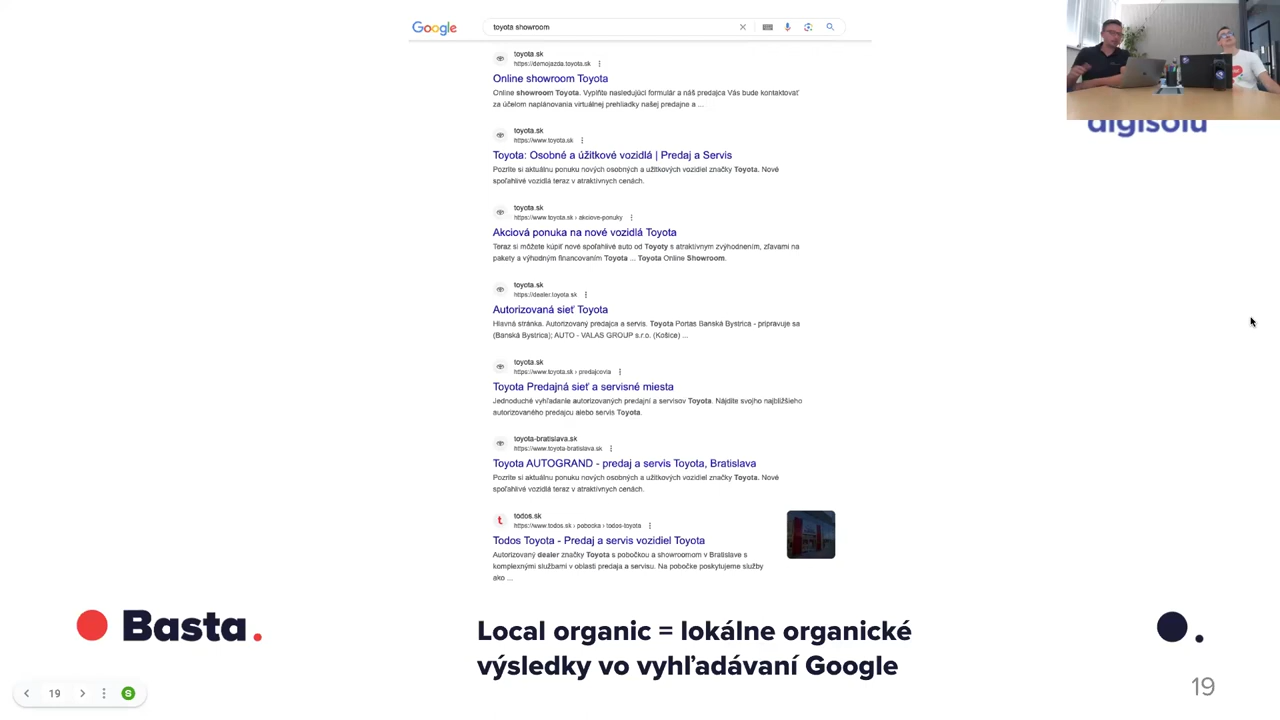 Google
toyota showroom
toyota.sk
https://demojazda.toyota.sk
Online showroom Toyota
Online showroom Toyota. Vyplňte nasledujúci formulár a náš predajca Vás bude kontaktovať
za účelom naplánovania virtuálnej prehliadky našej predajne a ...
toyota.sk
https://www.toyota.sk
Toyota: Osobné a úžitkové vozidlá | Predaj a Servis
Pozrite si aktuálnu ponuku nových osobných a užitkových vozidiel značky Toyota. Nové
spoľahlivé vozidlá teraz v atraktívnych cenách.
toyota.sk
https://www.toyota.sk › akciove-ponuky
Akciová ponuka na nové vozidlá Toyota
Teraz si môžete kúpiť nové spoľahlivé auto od Toyoty s atraktívnym zvýhodnením, zľavami na
pakety a výhodným financovaním Toyota ... Toyota Online Showroom.
toyota.sk
https://dealer.toyota.sk
Autorizovaná sieť Toyota
Hlavná stránka. Autorizovaný predajca a servis. Toyota Portas Banská Bystrica - pripravuje sa
(Banská Bystrica); AUTO - VALAS GROUP s.r.o. (Košice) ...
toyota.sk
https://www.toyota.sk › predajcovia
Toyota Predajná sieť a servisné miesta
Jednoduché vyhľadanie autorizovaných predajní a servisov Toyota. Nájdite svojho najbližšieho
autorizovaného predajcu alebo servis Toyota.
toyota-bratislava.sk
https://www.toyota-bratislava.sk
Toyota AUTOGRAND - predaj a servis Toyota, Bratislava
Pozrite si aktuálnu ponuku nových osobných a užitkových vozidiel značky Toyota. Nové
spoľahlivé vozidlá teraz v atraktívnych cenách.
t
todos.sk
https://www.todos.sk › pobocka › todos-toyota
Todos Toyota - Predaj a servis vozidiel Toyota
Autorizovaný dealer značky Toyota s pobočkou a showroomom v Bratislave s
komplexnými službami v oblasti predaja a servisu. Na pobočke poskytujeme služby
ako ...
digisolu
Basta.
Local organic = lokálne organické
výsledky vo vyhľadávaní Google
19
S
19